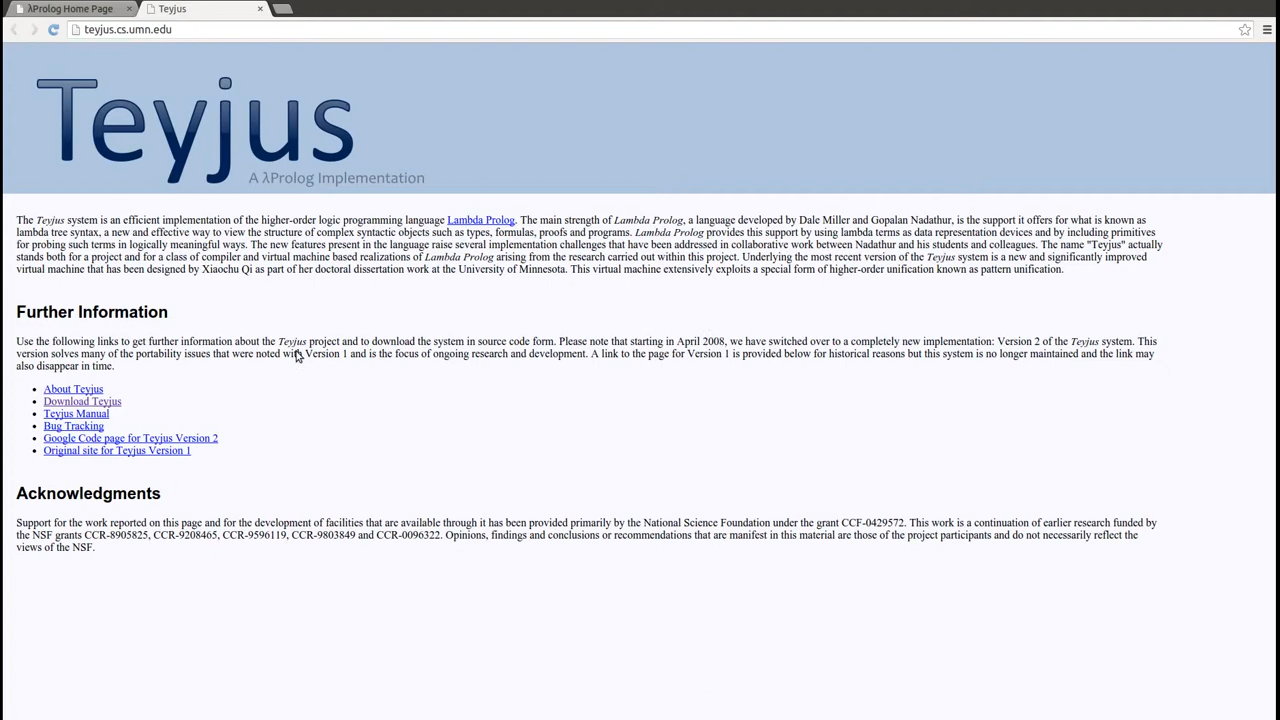 λProlog Home Page
Teyjus
teyjus.cs.umn.edu
Teyjus
A λProlog Implementation
The Teyjus system is an efficient implementation of the higher-order logic programming language Lambda Prolog. The main strength of Lambda Prolog, a language developed by Dale Miller and Gopalan Nadathur, is the support it offers for what is known as
lambda tree syntax, a new and effective way to view the structure of complex syntactic objects such as types, formulas, proofs and programs. Lambda Prolog provides this support by using lambda terms as data representation devices and by including primitives
for probing such terms in logically meaningful ways. The new features present in the language raise several implementation challenges that have been addressed in collaborative work between Nadathur and his students and colleagues. The name "Teyjus" actually
stands both for a project and for a class of compiler and virtual machine based realizations of Lambda Prolog arising from the research carried out within this project. Underlying the most recent version of the Teyjus system is a new and significantly improved
virtual machine that has been designed by Xiaochu Qi as part of her doctoral dissertation work at the University of Minnesota. This virtual machine extensively exploits a special form of higher-order unification known as pattern unification.
Further Information
Use the following links to get further information about the Teyjus project and to download the system in source code form. Please note that starting in April 2008, we have switched over to a completely new implementation: Version 2 of the Teyjus system. This
version solves many of the portability issues that were noted with Version 1 and is the focus of ongoing research and development. A link to the page for Version 1 is provided below for historical reasons but this system is no longer maintained and the link may
also disappear in time.
• About Teyjus
• Download Teyjus
• Teyjus Manual
• Bug Tracking
• Google Code page for Teyjus Version 2
• Original site for Teyjus Version 1
Acknowledgments
Support for the work reported on this page and for the development of facilities that are available through it has been provided primarily by the National Science Foundation under the grant CCF-0429572. This work is a continuation of earlier research funded by
the NSF grants CCR-8905825, CCR-9208465, CCR-9596119, CCR-9803849 and CCR-0096322. Opinions, findings and conclusions or recommendations that are manifest in this material are those of the project participants and do not necessarily reflect the
views of the NSF.